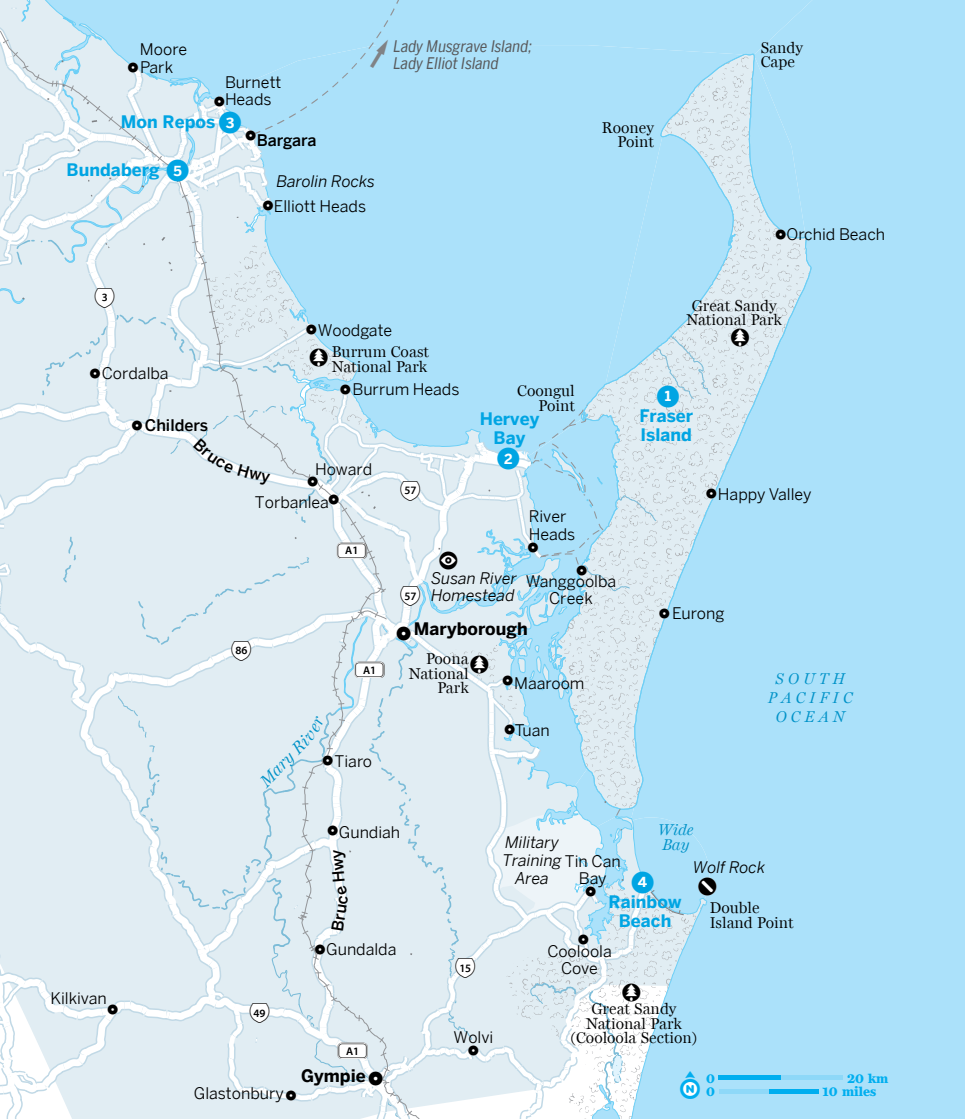 Moore
Park
Lady Musgrave Island;
Lady Elliot Island
Sandy
Cape
Burnett
Heads
Mon Repos 3
Bargara
Rooney
Point
Bundaberg 5
Barolin Rocks
Elliott Heads
Orchid Beach
3
Great Sandy
National Park
Woodgate
Burrum Coast
National Park
Cordalba
Burrum Heads
Coongul
Point
1
Fraser
Island
Childers
Hervey
Bay
2
Bruce Hwy
Howard
57
Torbanlea
Happy Valley
River
Heads
A1
Susan River
Homestead
Wanggoolba
Creek
57
Eurong
Maryborough
86
A1
Poona
National
Park
Maaroom
SOUTH
PACIFIC
OCEAN
Tuan
Mary River
Tiaro
Gundiah
Wide
Bay
Military
Training
Area
Tin Can
Bay
Wolf Rock
4
Rainbow
Beach
Double
Island Point
Bruce Hwy
Gundalda
Cooloola
Cove
15
Kilkivan
49
Great Sandy
National Park
(Cooloola Section)
Wolvi
A1
Gympie
Glastonbury
N
0 20 km
0 10 miles